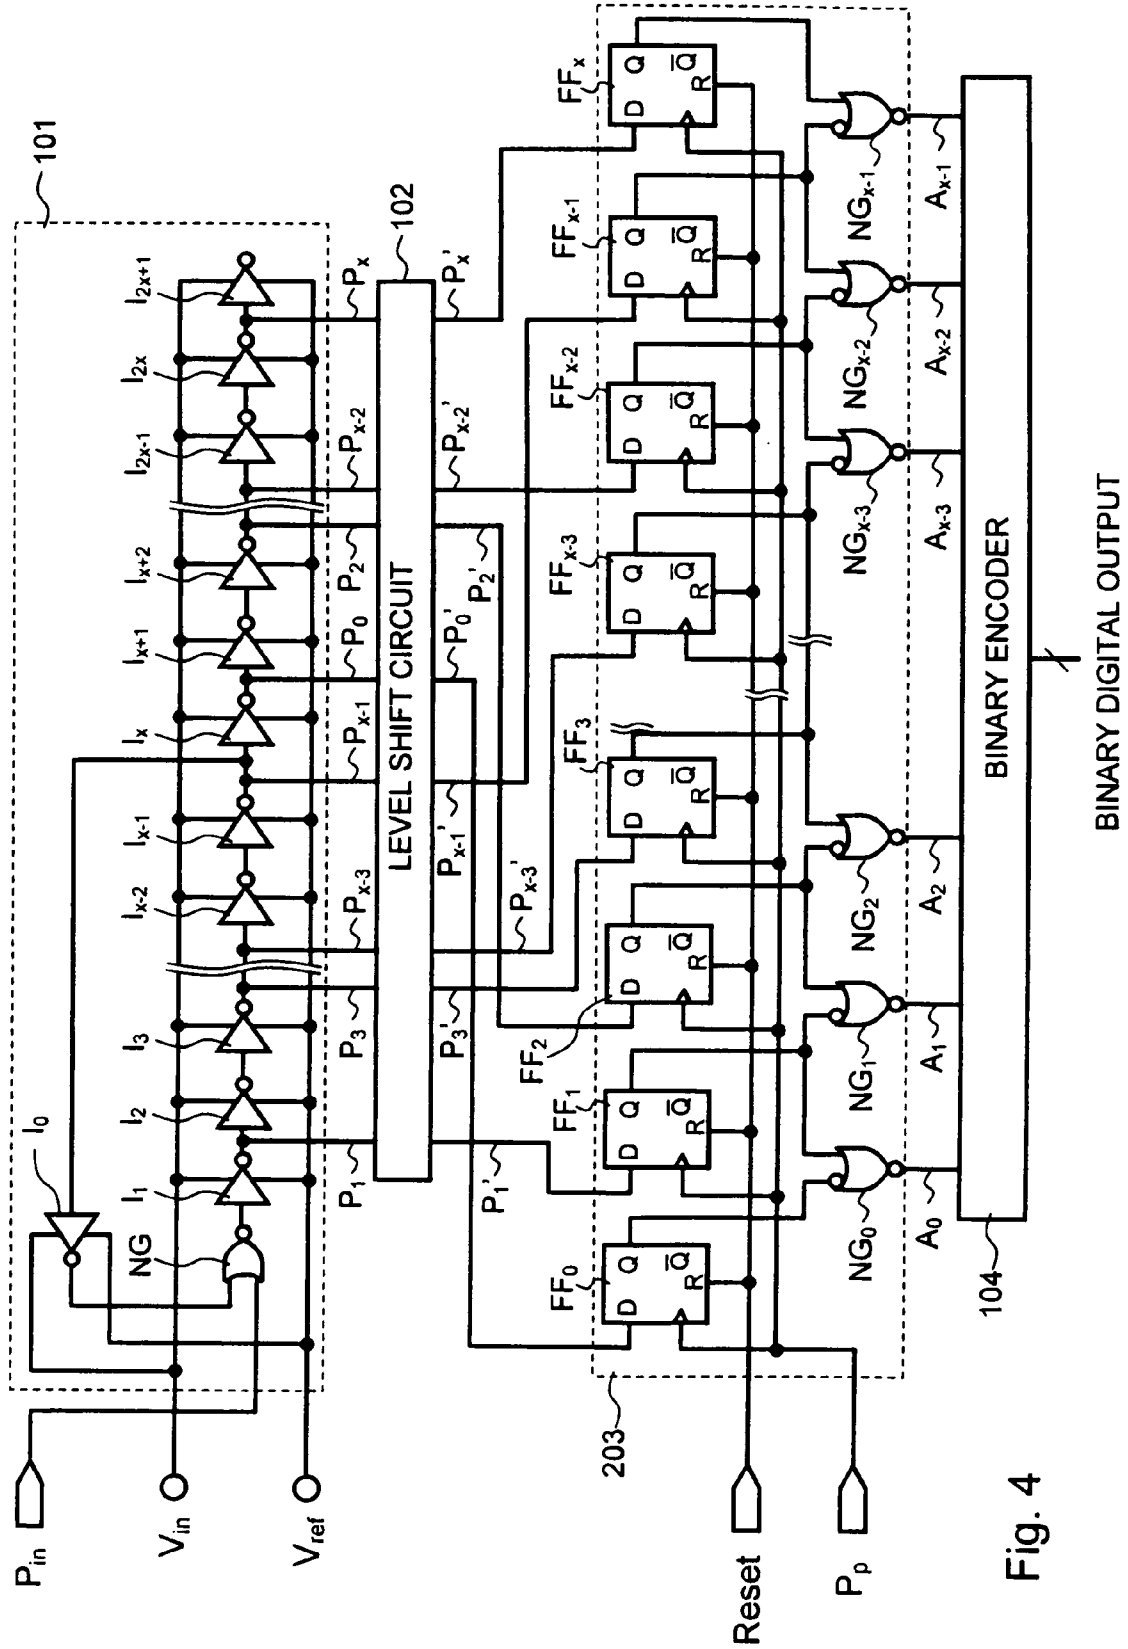 101
I₀
NG
I₁
I₂
I₃
Iₓ₋₂
Iₓ₋₁
Iₓ
Iₓ₊₁
Iₓ₊₂
I₂ₓ₋₁
I₂ₓ
I₂ₓ₊₁
Pᵢₙ
Vᵢₙ
Vᵣₑf
P₁
P₃
Pₓ₋₃
Pₓ₋₁
P₀
P₂
Pₓ₋₂
Pₓ
LEVEL SHIFT CIRCUIT
102
P₁'
P₃'
Pₓ₋₃'
Pₓ₋₁'
P₀'
P₂'
Pₓ₋₂'
Pₓ'
203
FF₀
D Q
Q̅
R
FF₁
D Q
Q̅
R
FF₂
D Q
Q̅
R
FF₃
D Q
Q̅
R
FFₓ₋₃
D Q
Q̅
R
FFₓ₋₂
D Q
Q̅
R
FFₓ₋₁
D Q
Q̅
R
FFₓ
D Q
Q̅
R
Reset
Pₚ
NG₀
NG₁
NG₂
NGₓ₋₃
NGₓ₋₂
NGₓ₋₁
A₀
A₁
A₂
Aₓ₋₃
Aₓ₋₂
Aₓ₋₁
104
BINARY ENCODER
BINARY DIGITAL OUTPUT
Fig. 4